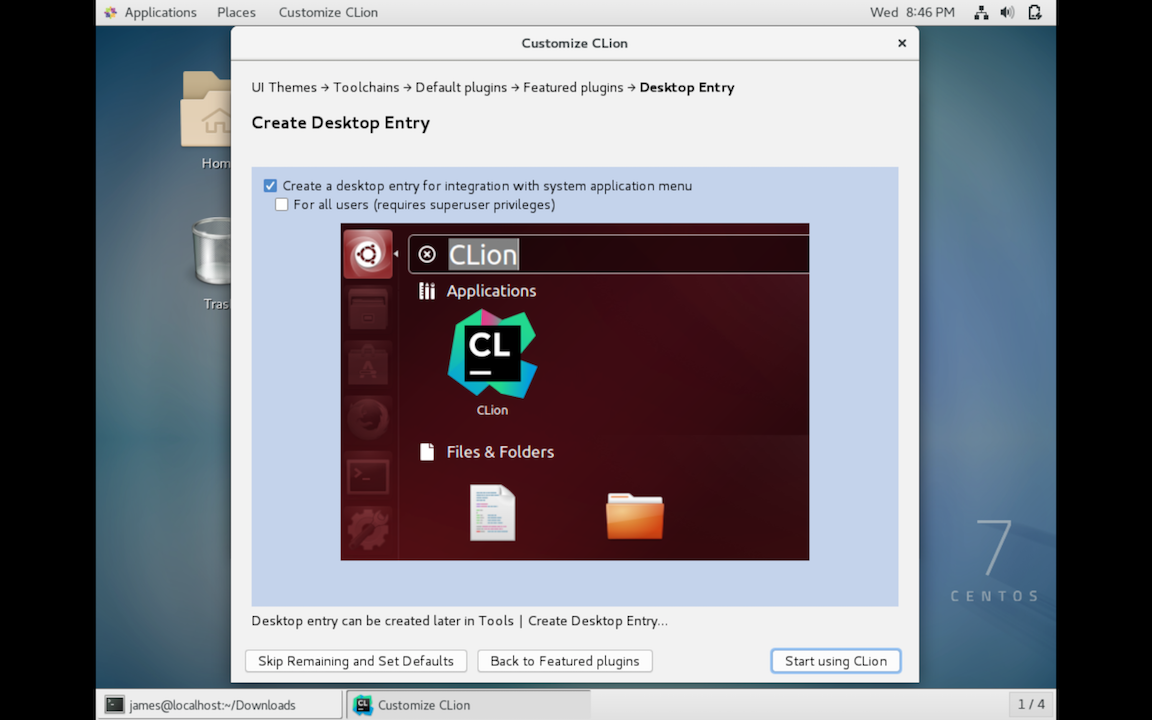 Applications Places Customize CLion Wed 8:46 PM
Customize CLion ×
UI Themes → Toolchains → Default plugins → Featured plugins → Desktop Entry
Create Desktop Entry
Home
Create a desktop entry for integration with system application menu
For all users (requires superuser privileges)
CLion
Applications
CL
CLion
Tras
Files & Folders
7
CENTOS
Desktop entry can be created later in Tools | Create Desktop Entry...
Skip Remaining and Set Defaults Back to Featured plugins Start using CLion
james@localhost:~/Downloads CL Customize CLion 1 / 4